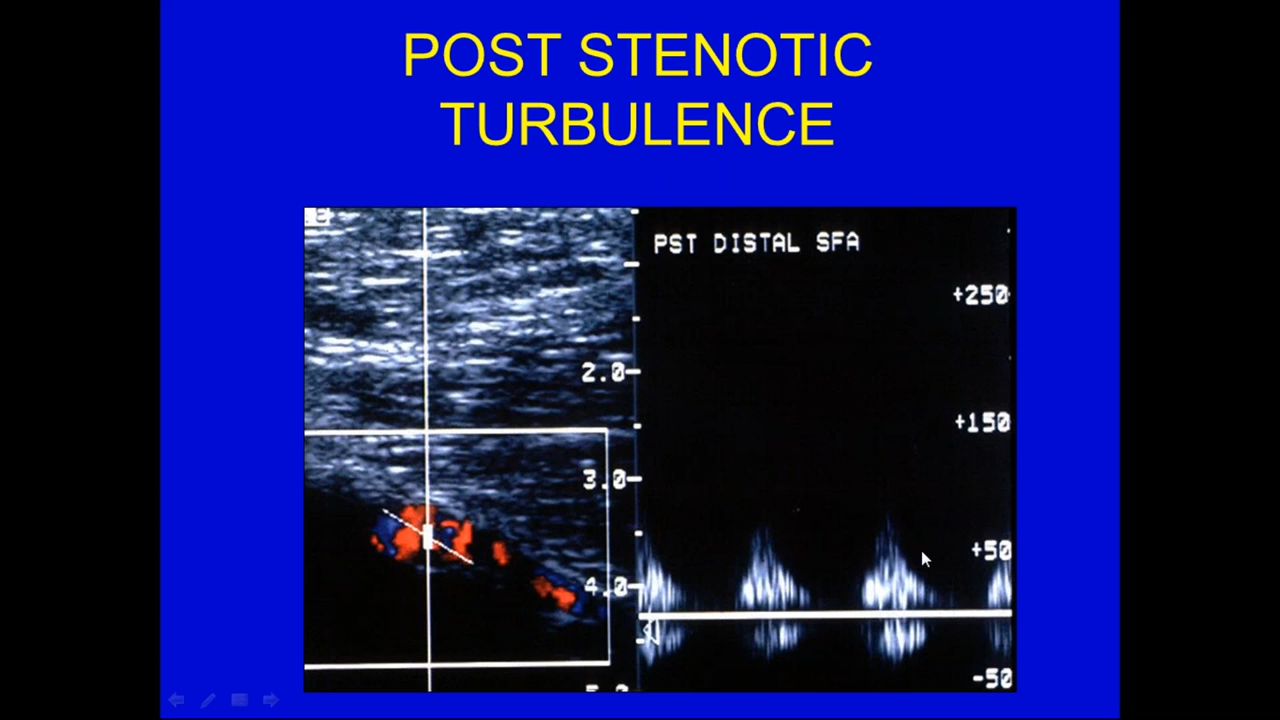 POST STENOTIC
TURBULENCE
PST DISTAL SFA
+250
2.0
+150
3.0
+50
4.0
-50